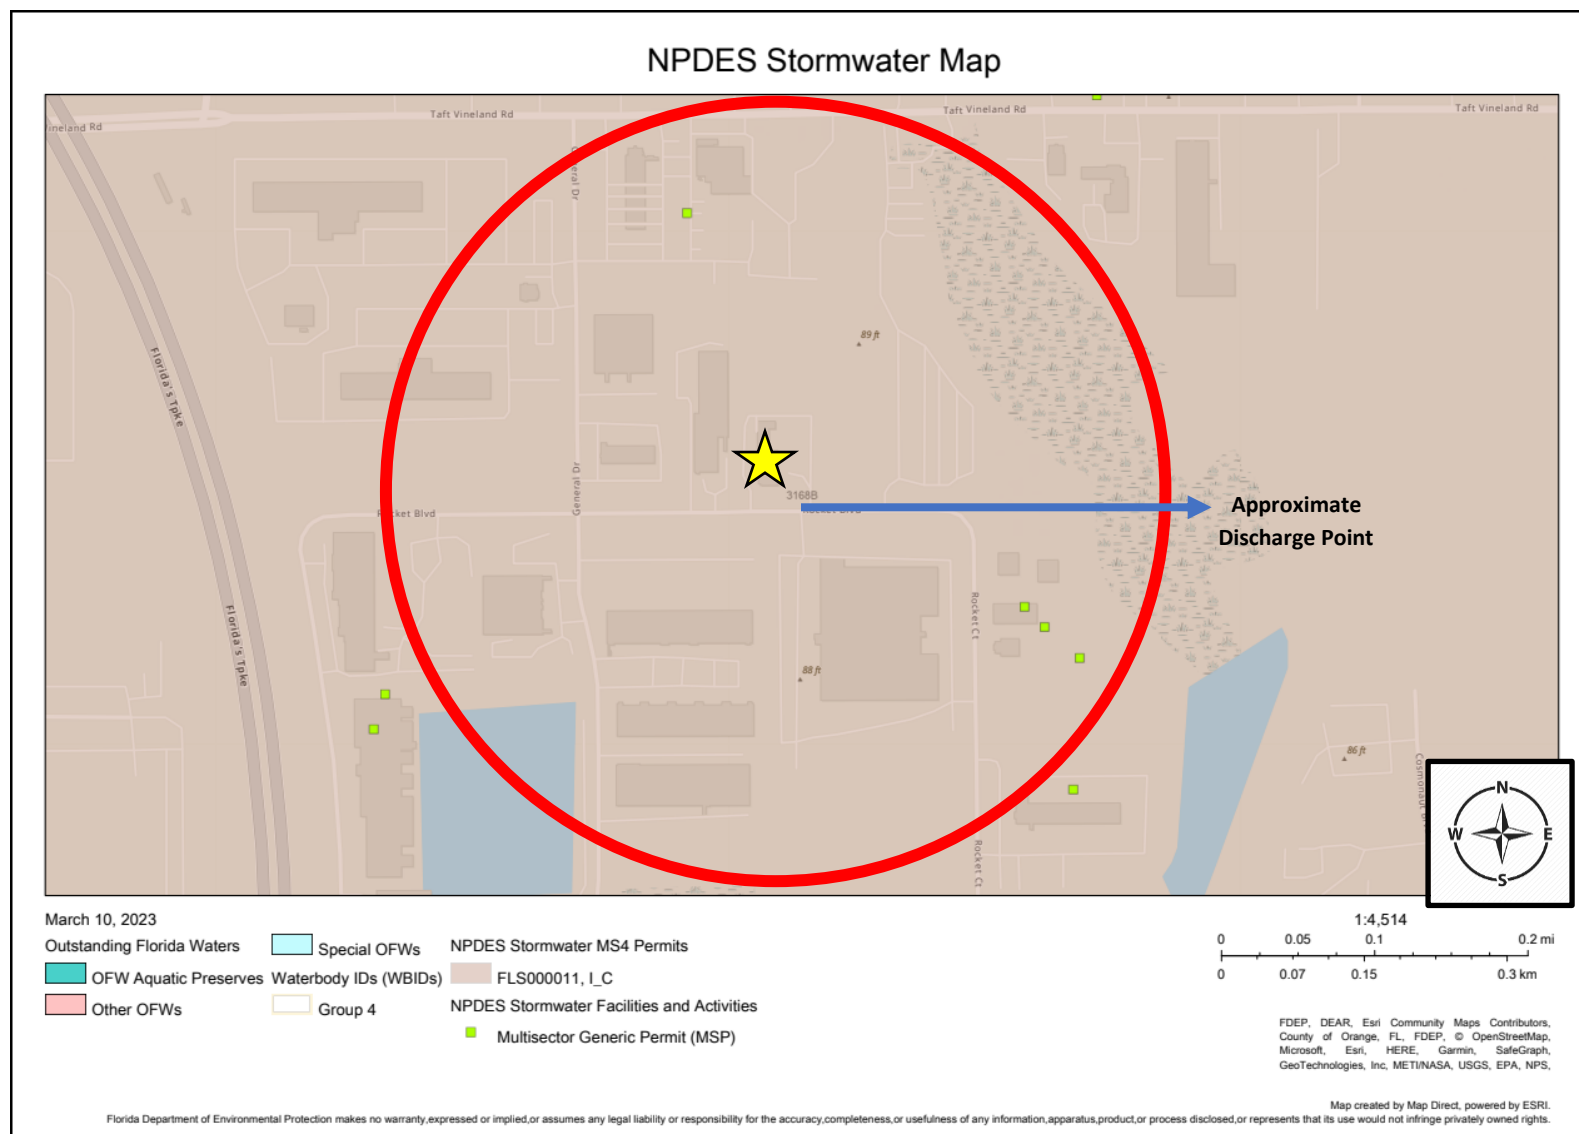 NPDES Stormwater Map
Taft Vineland Rd
Taft Vineland Rd
Taft Vineland Rd
ineland Rd
General Dr
89 ft
Florida's Tpke
General Dr
3168B
Rocket Blvd
Rocket Blvd
Approximate
Discharge Point
Rocket Ct
Florida's Tpke
88 ft
86 ft
Rocket Ct
N
W
E
S
March 10, 2023
Outstanding Florida Waters
OFW Aquatic Preserves
Other OFWs
Special OFWs
Waterbody IDs (WBIDs)
Group 4
NPDES Stormwater MS4 Permits
FLS000011, I_C
NPDES Stormwater Facilities and Activities
Multisector Generic Permit (MSP)
1:4,514
0 0.05 0.1 0.2 mi
0 0.07 0.15 0.3 km
FDEP, DEAR, Esri Community Maps Contributors,
County of Orange, FL, FDEP, © OpenStreetMap,
Microsoft, Esri, HERE, Garmin, SafeGraph,
GeoTechnologies, Inc, METI/NASA, USGS, EPA, NPS,
Map created by Map Direct, powered by ESRI.
Florida Department of Environmental Protection makes no warranty,expressed or implied,or assumes any legal liability or responsibility for the accuracy,completeness,or usefulness of any information,apparatus,product,or process disclosed,or represents that its use would not infringe privately owned rights.